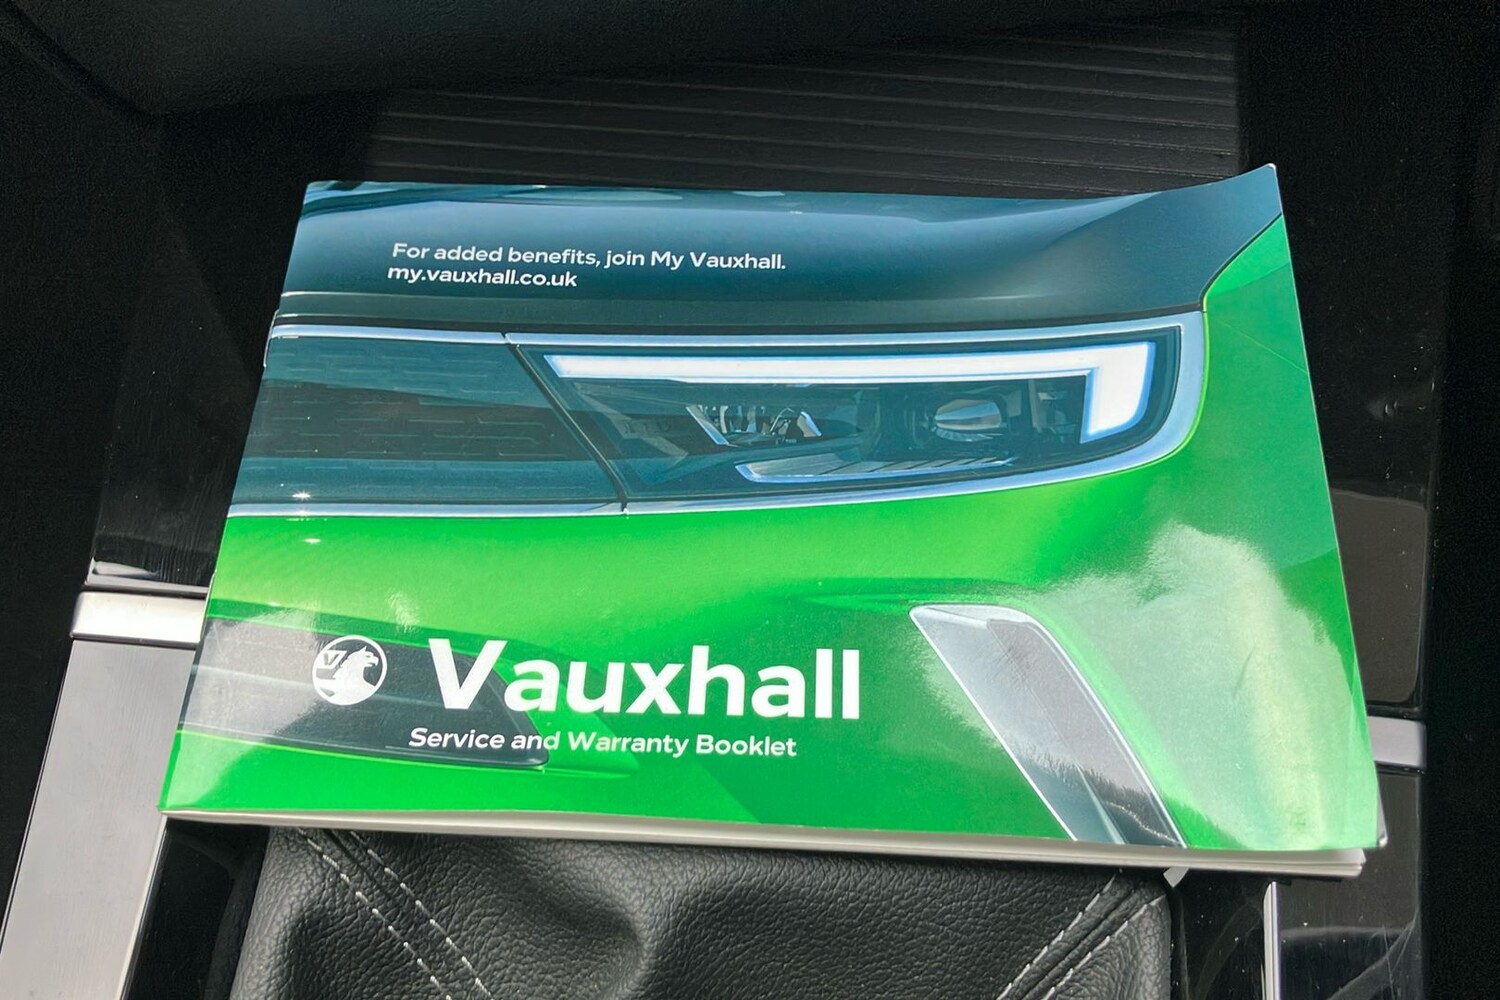 For added benefits, join My Vauxhall.
my.vauxhall.co.uk
Vauxhall
Service and Warranty Booklet